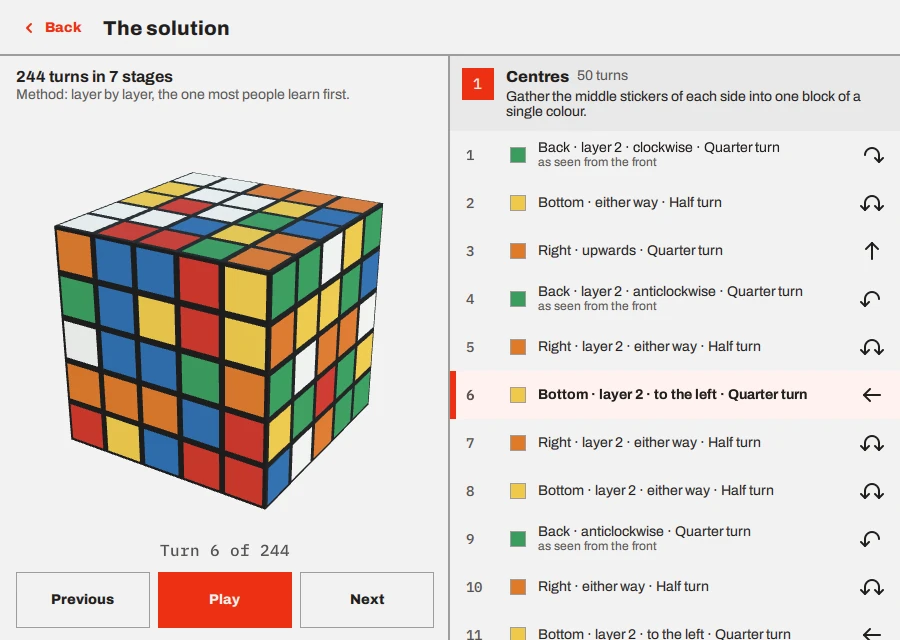 Back
The solution
244 turns in 7 stages
Method: layer by layer, the one most people learn first.
Turn 6 of 244
Previous
Play
Next
1
Centres 50 turns
Gather the middle stickers of each side into one block of a
single colour.
1 Back · layer 2 · clockwise · Quarter turn
as seen from the front
2 Bottom · either way · Half turn
3 Right · upwards · Quarter turn
4 Back · layer 2 · anticlockwise · Quarter turn
as seen from the front
5 Right · layer 2 · either way · Half turn
6 Bottom · layer 2 · to the left · Quarter turn
7 Right · layer 2 · either way · Half turn
8 Bottom · layer 2 · either way · Half turn
9 Back · anticlockwise · Quarter turn
as seen from the front
10 Right · either way · Half turn
11 Bottom · layer 2 · to the left · Quarter turn